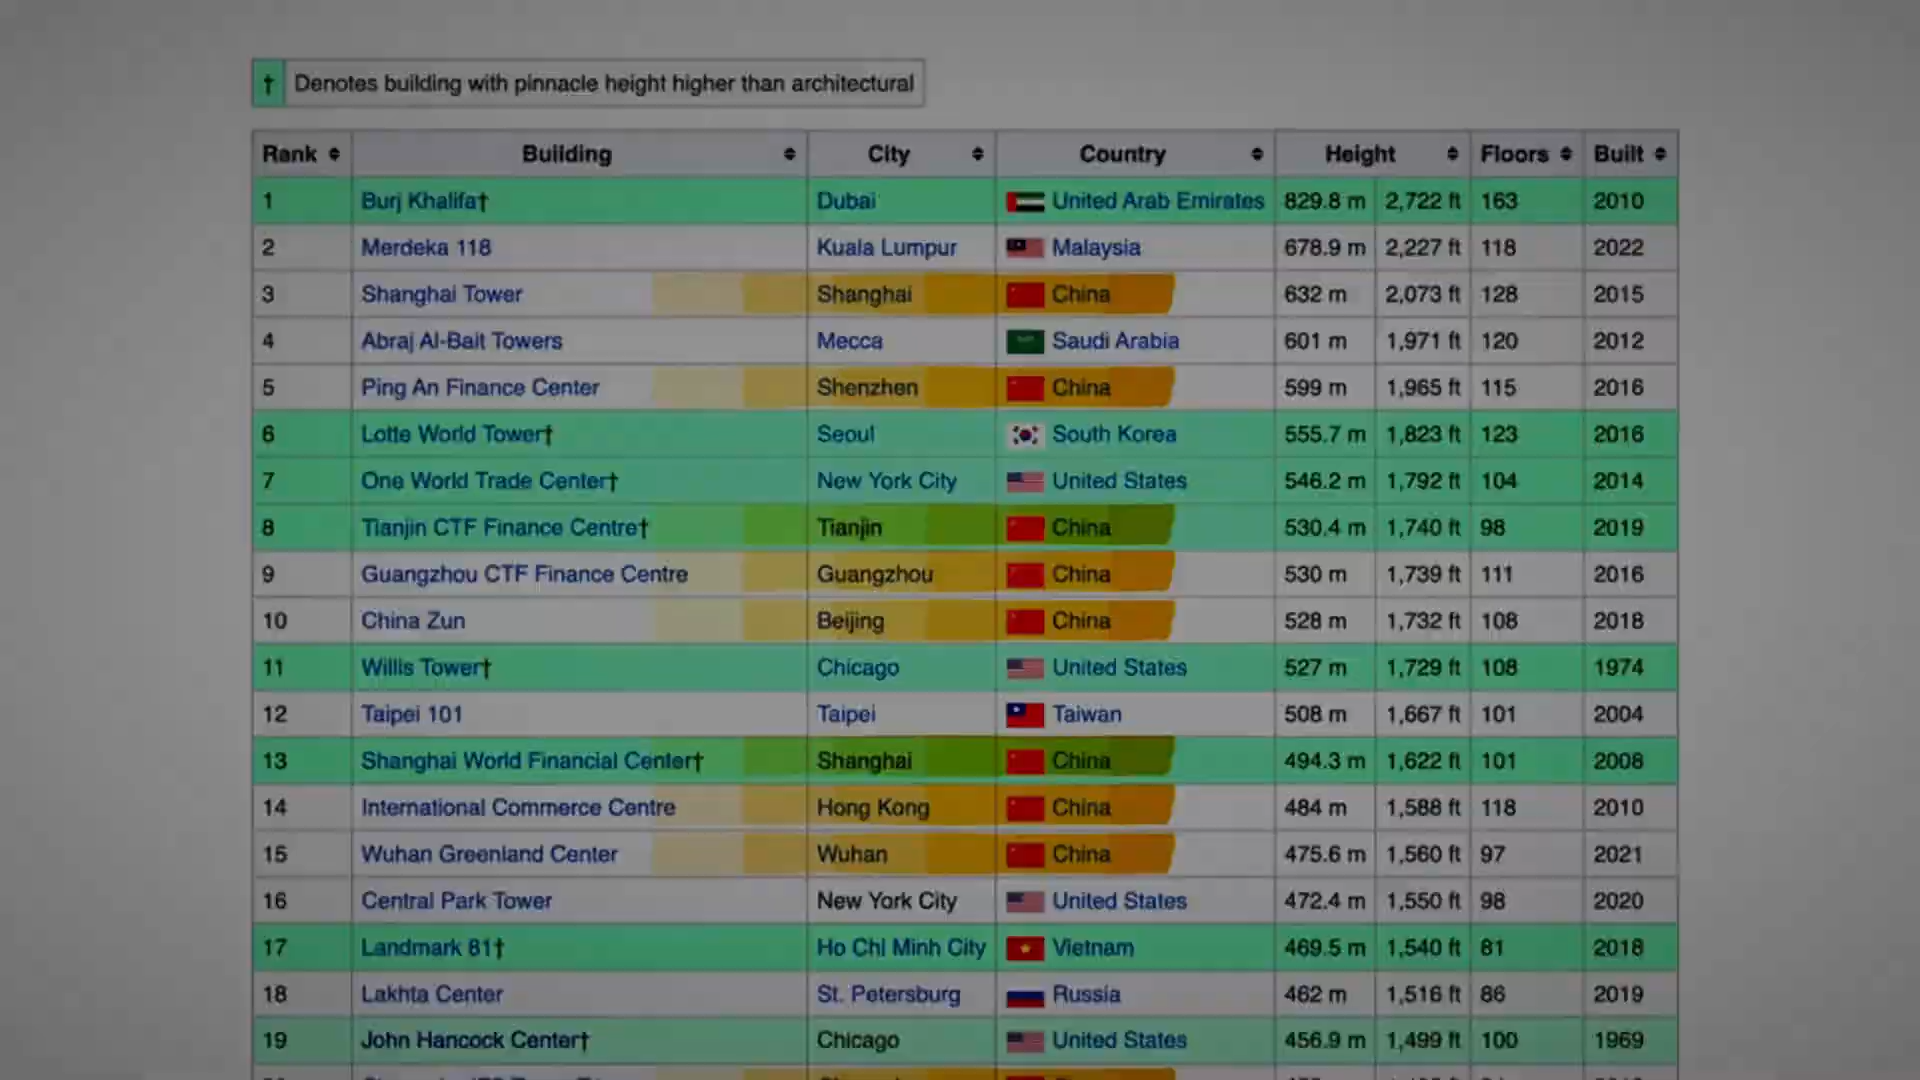 † Denotes building with pinnacle height higher than architectural
Rank Building City Country Height Floors Built
1 Burj Khalifa† Dubai United Arab Emirates 829.8 m 2,722 ft 163 2010
2 Merdeka 118 Kuala Lumpur Malaysia 678.9 m 2,227 ft 118 2022
3 Shanghai Tower Shanghai China 632 m 2,073 ft 128 2015
4 Abraj Al-Bait Towers Mecca Saudi Arabia 601 m 1,971 ft 120 2012
5 Ping An Finance Center Shenzhen China 599 m 1,965 ft 115 2016
6 Lotte World Tower† Seoul South Korea 555.7 m 1,823 ft 123 2016
7 One World Trade Center† New York City United States 546.2 m 1,792 ft 104 2014
8 Tianjin CTF Finance Centre† Tianjin China 530.4 m 1,740 ft 98 2019
9 Guangzhou CTF Finance Centre Guangzhou China 530 m 1,739 ft 111 2016
10 China Zun Beijing China 528 m 1,732 ft 108 2018
11 Willis Tower† Chicago United States 527 m 1,729 ft 108 1974
12 Taipei 101 Taipei Taiwan 508 m 1,667 ft 101 2004
13 Shanghai World Financial Center† Shanghai China 494.3 m 1,622 ft 101 2008
14 International Commerce Centre Hong Kong China 484 m 1,588 ft 118 2010
15 Wuhan Greenland Center Wuhan China 475.6 m 1,560 ft 97 2021
16 Central Park Tower New York City United States 472.4 m 1,550 ft 98 2020
17 Landmark 81† Ho Chi Minh City Vietnam 469.5 m 1,540 ft 81 2018
18 Lakhta Center St. Petersburg Russia 462 m 1,516 ft 86 2019
19 John Hancock Center† Chicago United States 456.9 m 1,499 ft 100 1969